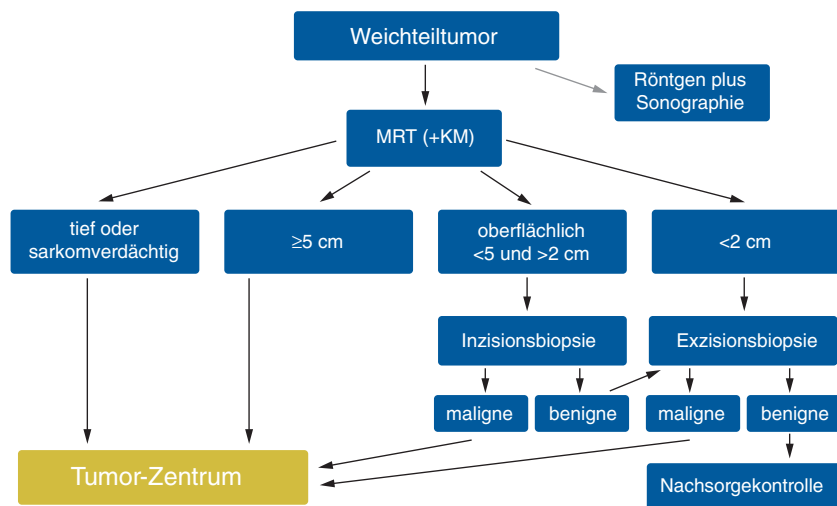 Weichteiltumor
Röntgen plus
Sonographie
MRT (+KM)
tief oder
sarkomverdächtig
≥5 cm
oberflächlich
<5 und >2 cm
<2 cm
Inzisionsbiopsie
Exzisionsbiopsie
maligne
benigne
maligne
benigne
Tumor-Zentrum
Nachsorgekontrolle